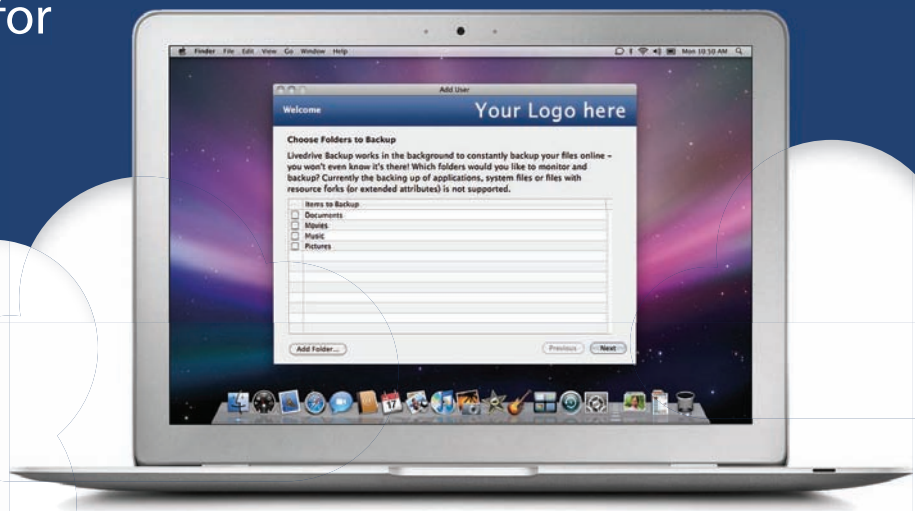 for
Finder File Edit View Go Window Help Mon 10:50 AM
Add User
Welcome
Your Logo here
Choose Folders to Backup
Livedrive Backup works in the background to constantly backup your files online –
you won't even know it's there! Which folders would you like to monitor and
backup? Currently the backing up of applications, system files or files with
resource forks (or extended attributes) is not supported.
Items to Backup
Documents
Movies
Music
Pictures
Add Folder...
Previous
Next
17